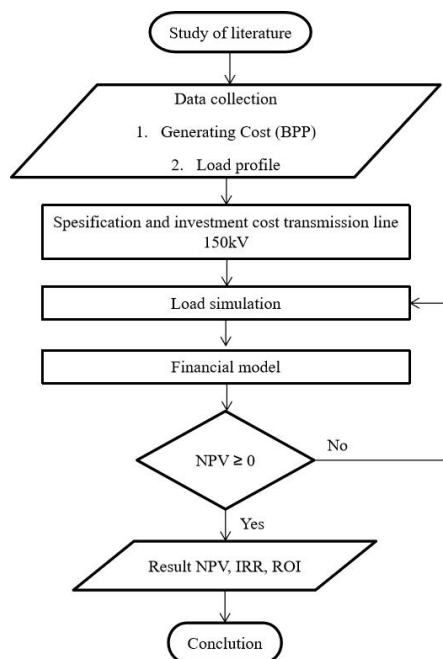 Study of literature
Data collection
1. Generating Cost (BPP)
2. Load profile
Spesification and investment cost transmission line
150kV
Load simulation
Financial model
NPV ≥ 0
No
Yes
Result NPV, IRR, ROI
Conclution